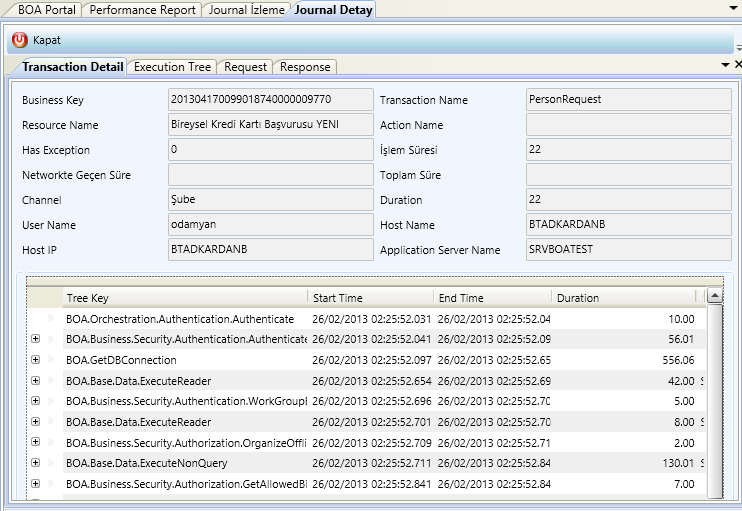 BOA Portal Performance Report Journal İzleme Journal Detay
Kapat
Transaction Detail Execution Tree Request Response
Business Key 201304170099018740000009770 Transaction Name PersonRequest
Resource Name Bireysel Kredi Kartı Başvurusu YENI Action Name
Has Exception 0 İşlem Süresi 22
Networkte Geçen Süre Toplam Süre
Channel Şube Duration 22
User Name odamyan Host Name BTADKARDANB
Host IP BTADKARDANB Application Server Name SRVBOATEST
Tree Key Start Time End Time Duration
BOA.Orchestration.Authentication.Authenticate 26/02/2013 02:25:52.031 26/02/2013 02:25:52.04 10.00
BOA.Business.Security.Authentication.Authenticate 26/02/2013 02:25:52.041 26/02/2013 02:25:52.09 56.01
BOA.GetDBConnection 26/02/2013 02:25:52.097 26/02/2013 02:25:52.65 556.06
BOA.Base.Data.ExecuteReader 26/02/2013 02:25:52.654 26/02/2013 02:25:52.69 42.00 S
BOA.Business.Security.Authentication.WorkGroupE 26/02/2013 02:25:52.696 26/02/2013 02:25:52.70 5.00
BOA.Base.Data.ExecuteReader 26/02/2013 02:25:52.701 26/02/2013 02:25:52.70 8.00 S
BOA.Business.Security.Authorization.OrganizeOffli 26/02/2013 02:25:52.709 26/02/2013 02:25:52.71 2.00
BOA.Base.Data.ExecuteNonQuery 26/02/2013 02:25:52.711 26/02/2013 02:25:52.84 130.01 S
BOA.Business.Security.Authorization.GetAllowedBi 26/02/2013 02:25:52.841 26/02/2013 02:25:52.84 7.00